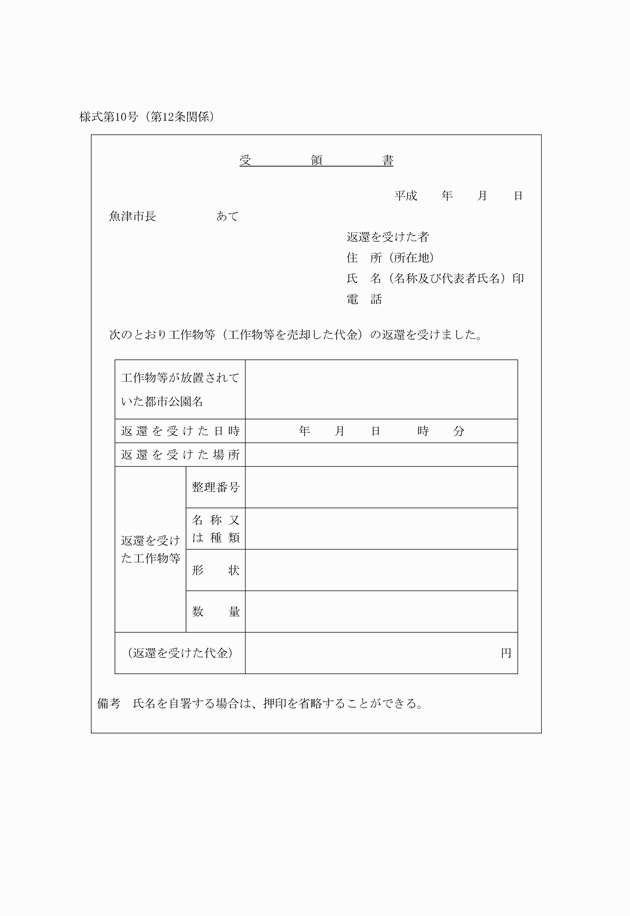 様式第10号（第12条関係）
受　　　　　領　　　　　書
平成　　年　　月　　日
魚津市長　　　　　あて
返還を受けた者
住　所（所在地）
氏　名（名称及び代表者氏名）印
電　話
次のとおり工作物等（工作物等を売却した代金）の返還を受けました。
工作物等が放置されて
いた都市公園名
返還を受けた日時
年　　月　　日　　　時　　分
返還を受けた場所
返還を受け
た工作物等
整理番号
名称又
は種類
形　　状
数　　量
（返還を受けた代金）
円
備考　氏名を自署する場合は、押印を省略することができる。